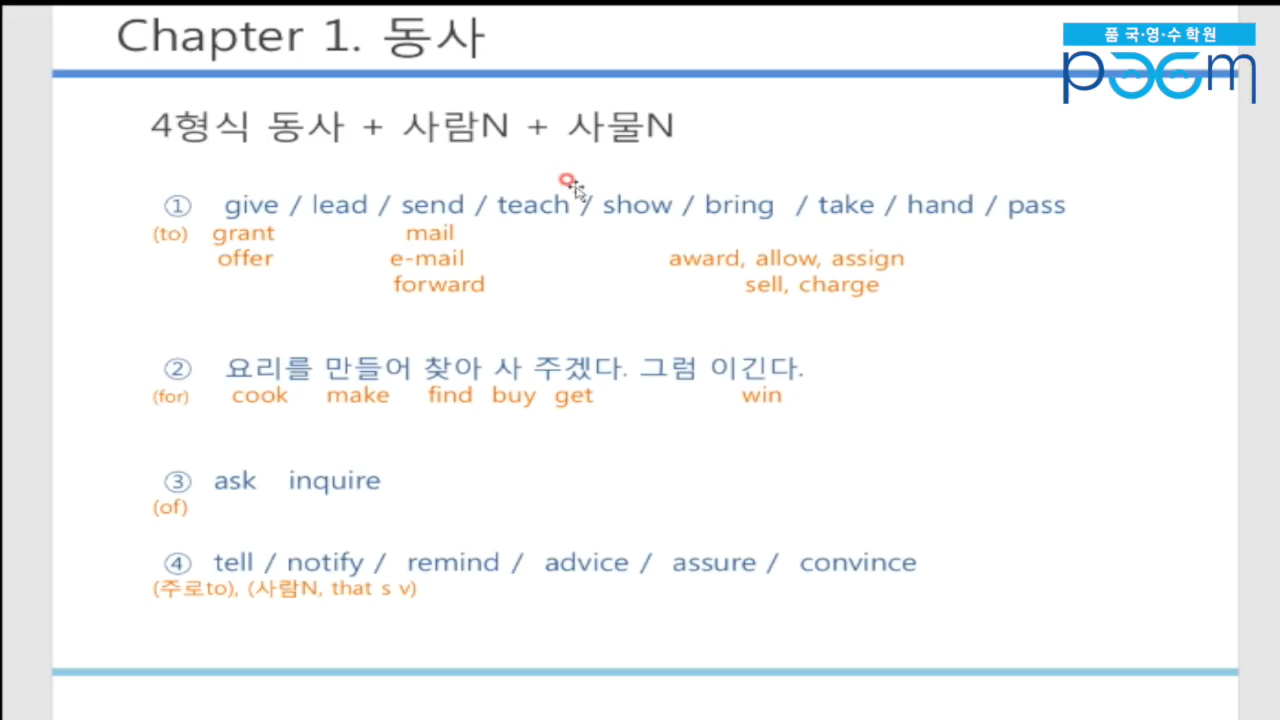 Chapter 1. 동사
품 국·영·수 학원
4형식 동사 + 사람N + 사물N
① give / lead / send / teach / show / bring / take / hand / pass
(to) grant mail
offer e-mail award, allow, assign
forward sell, charge
② 요리를 만들어 찾아 사 주겠다. 그럼 이긴다.
(for) cook make find buy get win
③ ask inquire
(of)
④ tell / notify / remind / advice / assure / convince
(주로to), (사람N, that s v)